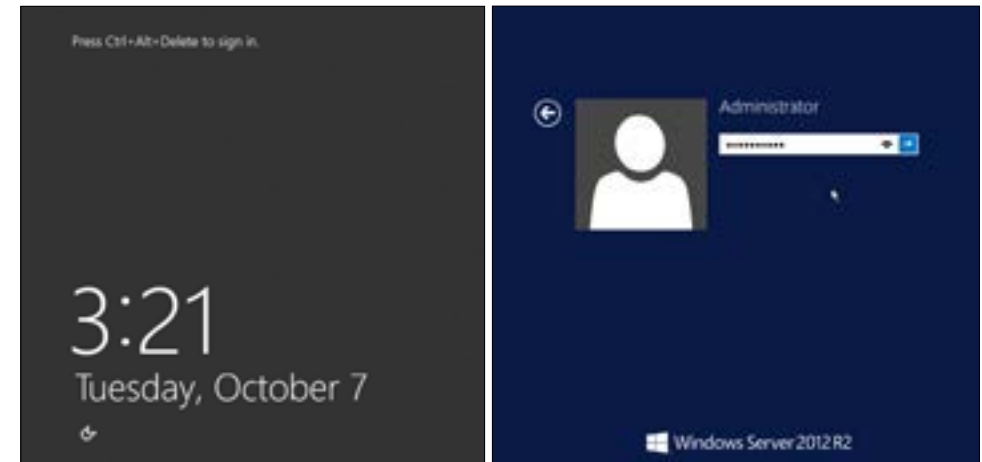 Press Ctrl+Alt+Delete to sign in.
3:21
Tuesday, October 7
Administrator
Windows Server 2012 R2